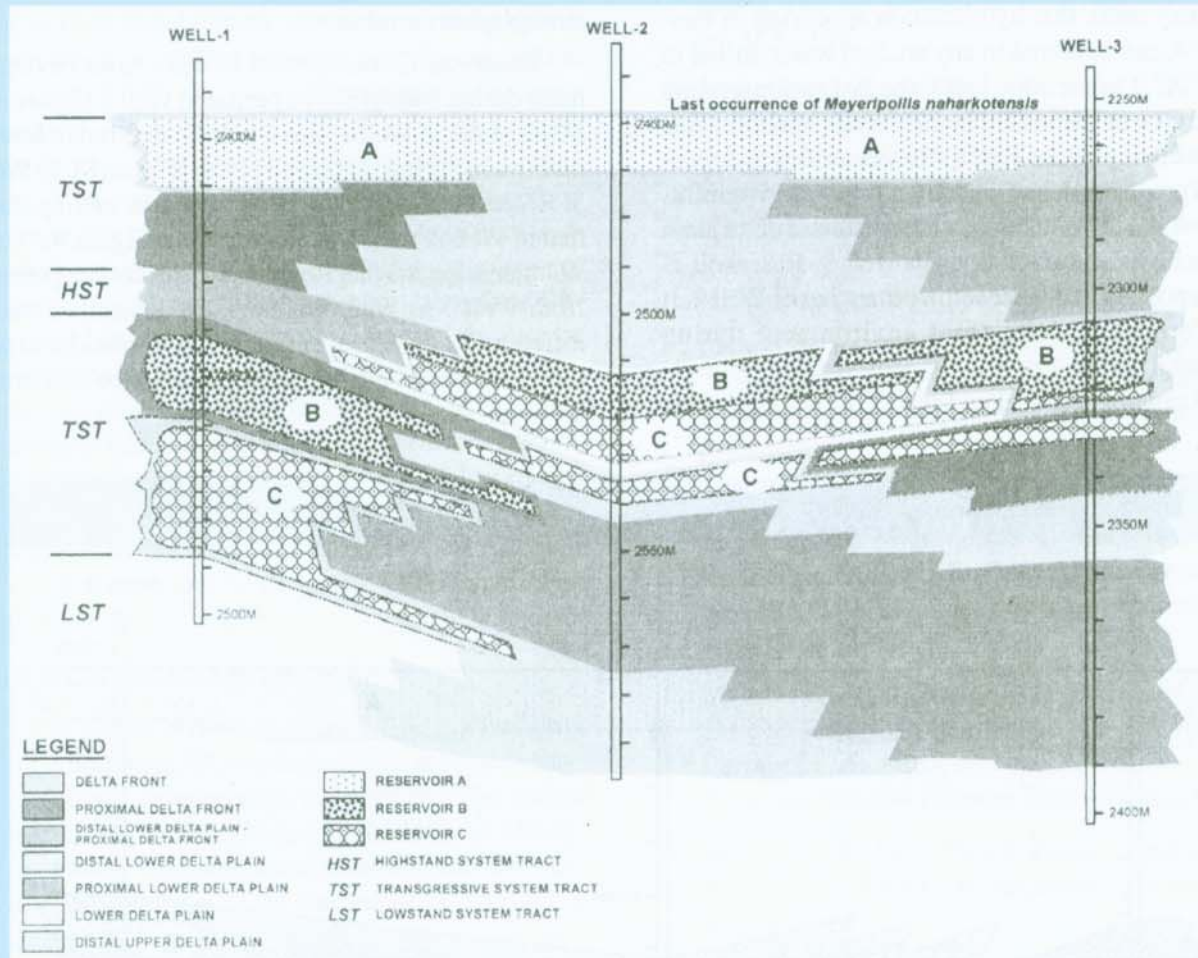 WELL-1
WELL-2
WELL-3
Last occurrence of Meyeripollis naharkotensis
2250M
2400M
A
A
TST
HST
2300M
2500M
B
B
B
TST
C
C
C
2350M
2550M
LST
2500M
2400M
LEGEND
DELTA FRONT
PROXIMAL DELTA FRONT
DISTAL LOWER DELTA PLAIN -
PROXIMAL DELTA FRONT
DISTAL LOWER DELTA PLAIN
PROXIMAL LOWER DELTA PLAIN
LOWER DELTA PLAIN
DISTAL UPPER DELTA PLAIN
RESERVOIR A
RESERVOIR B
RESERVOIR C
HST HIGHSTAND SYSTEM TRACT
TST TRANSGRESSIVE SYSTEM TRACT
LST LOWSTAND SYSTEM TRACT